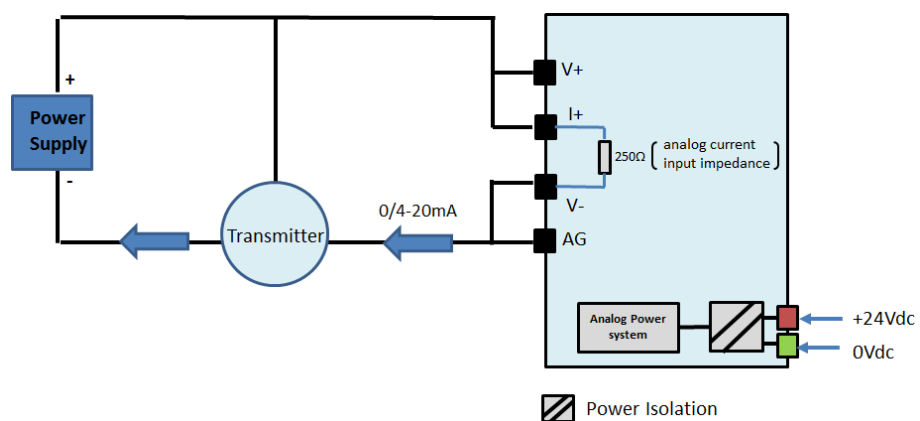 +
Power
Supply
-
Transmitter
0/4-20mA
V+
I+
250Ω ( analog current
input impedance )
V-
AG
Analog Power
system
+24Vdc
0Vdc
Power Isolation